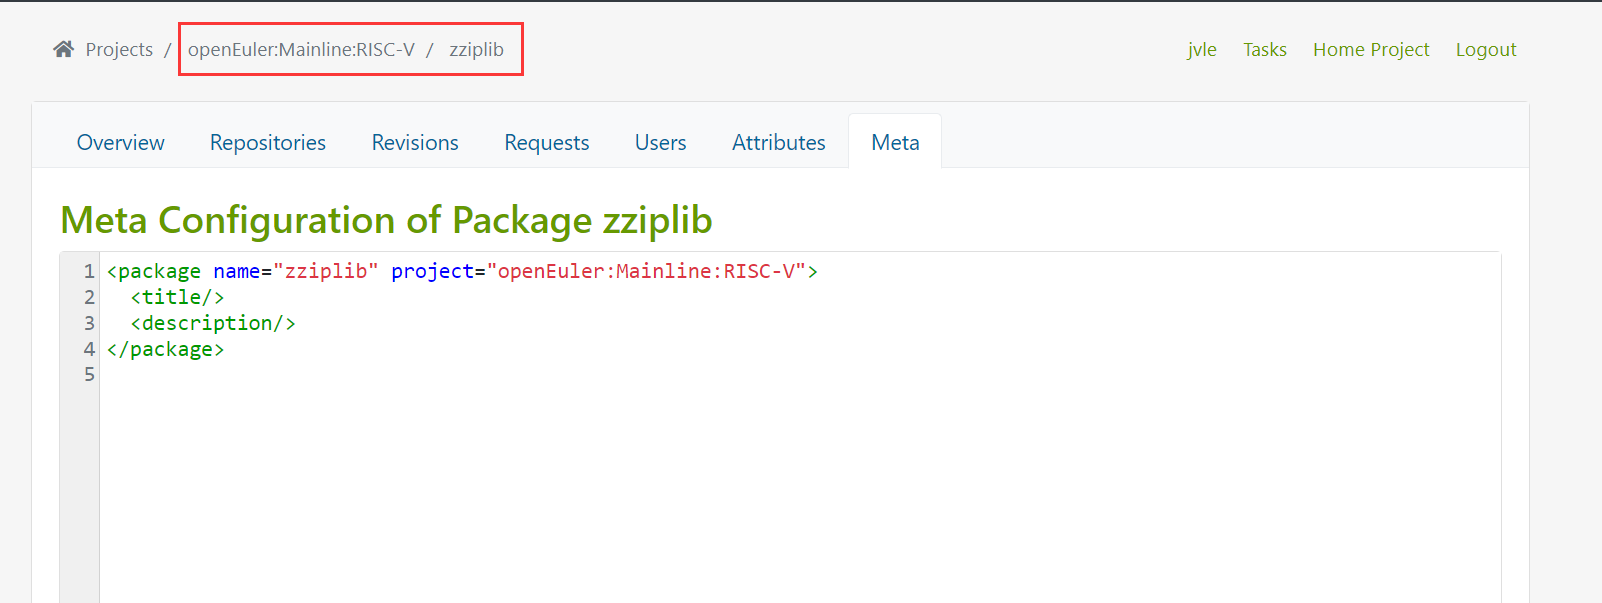 Projects / openEuler:Mainline:RISC-V / zziplib
jvle Tasks Home Project Logout
Overview Repositories Revisions Requests Users Attributes Meta
Meta Configuration of Package zziplib
1 <package name="zziplib" project="openEuler:Mainline:RISC-V">
2 <title/>
3 <description/>
4 </package>
5